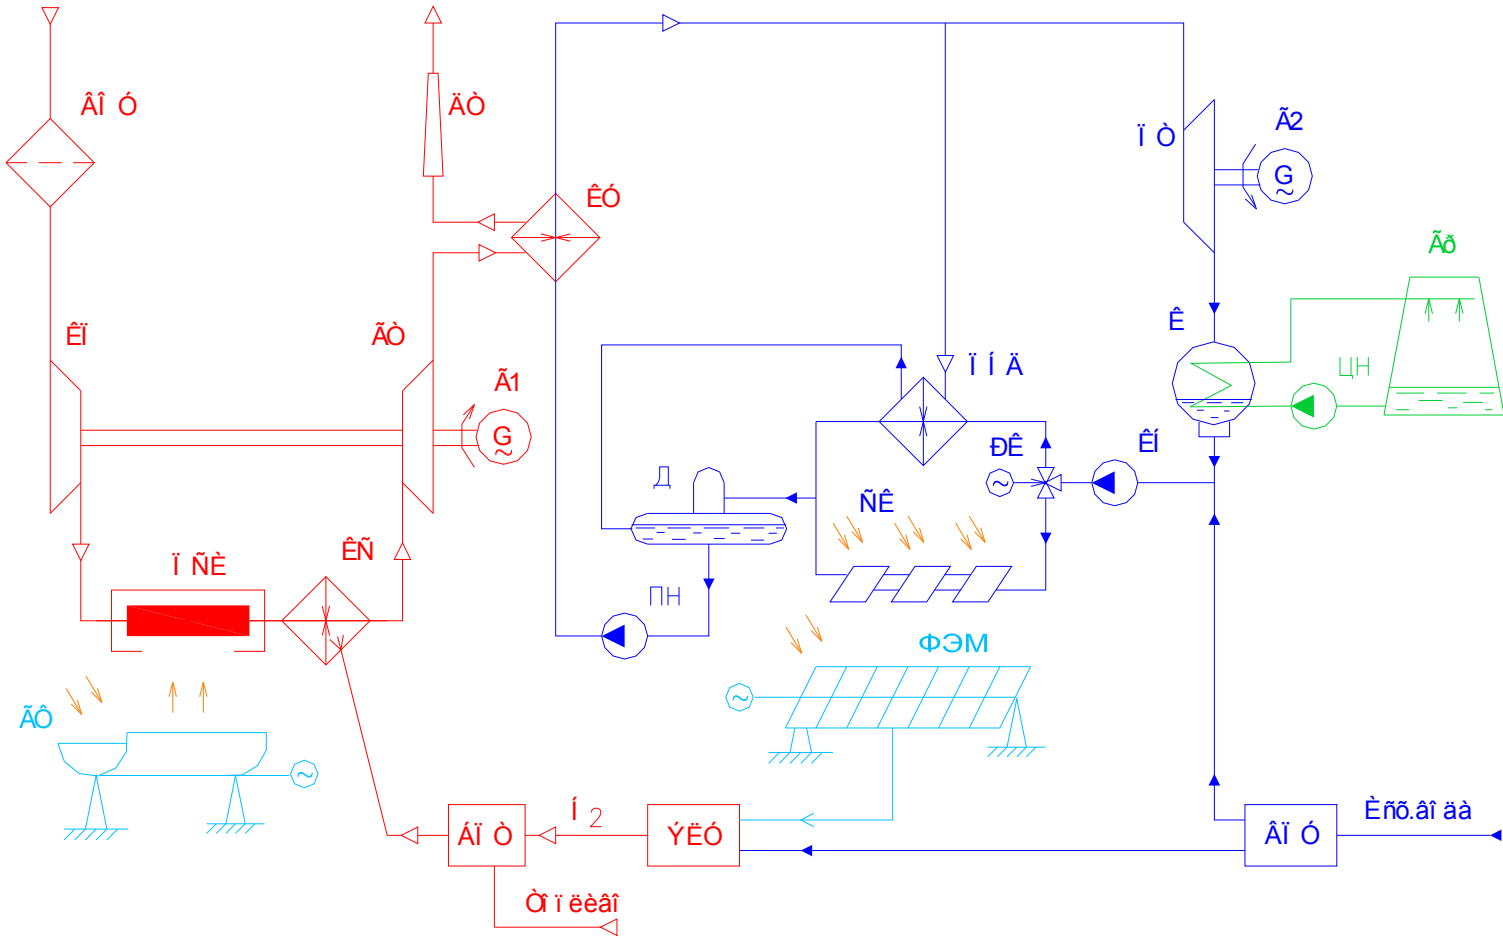 ÂÎ Ó
ÄÒ
ÊÓ
Ï Ò
Ã2
G
~
Ãð
ÊÏ
ÃÒ
Ã1
G
~
Ê
ЦН
Ï Í Ä
ÐÊ
~
ÊÍ
Д
ÑÊ
Ï ÑÈ
ÊÑ
ПН
ФЭМ
~
ÃÔ
~
Í 2
ÁÏ Ò
ÝËÓ
ÂÏ Ó
Èñõ.âî äà
Òî ï ëèâî